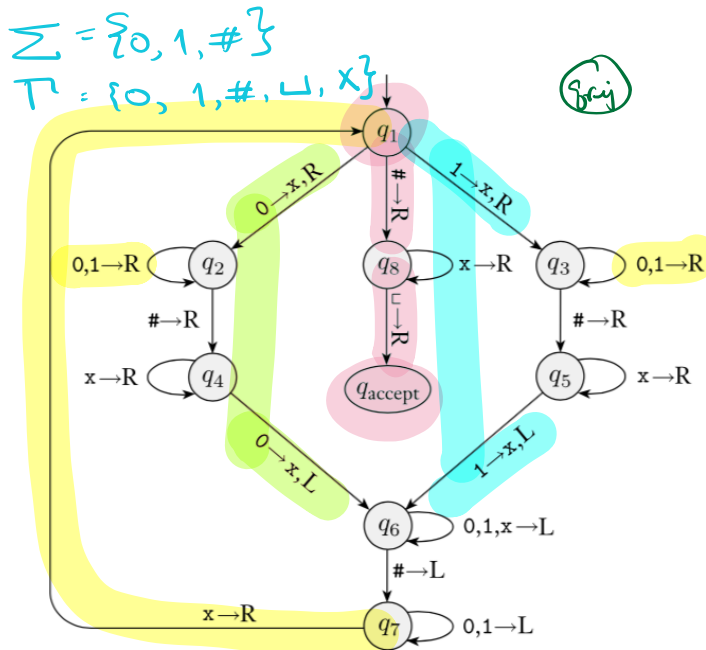 Σ = {0, 1, #}
Γ = {0, 1, #, ⊔, x}
q1
0→x,R
#→R
1→x,R
0,1→R
q2
q8
x→R
q3
0,1→R
#→R
⊔→R
#→R
x→R
q4
qaccept
q5
x→R
0→x,L
1→x,L
q6
0,1,x→L
#→L
x→R
q7
0,1→L